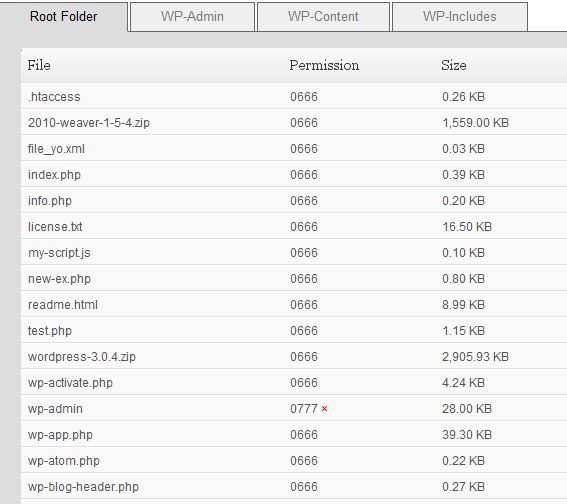 Root Folder WP-Admin WP-Content WP-Includes
File Permission Size
.htaccess 0666 0.26 KB
2010-weaver-1-5-4.zip 0666 1,559.00 KB
file_yo.xml 0666 0.03 KB
index.php 0666 0.39 KB
info.php 0666 0.20 KB
license.txt 0666 16.50 KB
my-script.js 0666 0.10 KB
new-ex.php 0666 0.80 KB
readme.html 0666 8.99 KB
test.php 0666 1.15 KB
wordpress-3.0.4.zip 0666 2,905.93 KB
wp-activate.php 0666 4.24 KB
wp-admin 0777 × 28.00 KB
wp-app.php 0666 39.30 KB
wp-atom.php 0666 0.22 KB
wp-blog-header.php 0666 0.27 KB